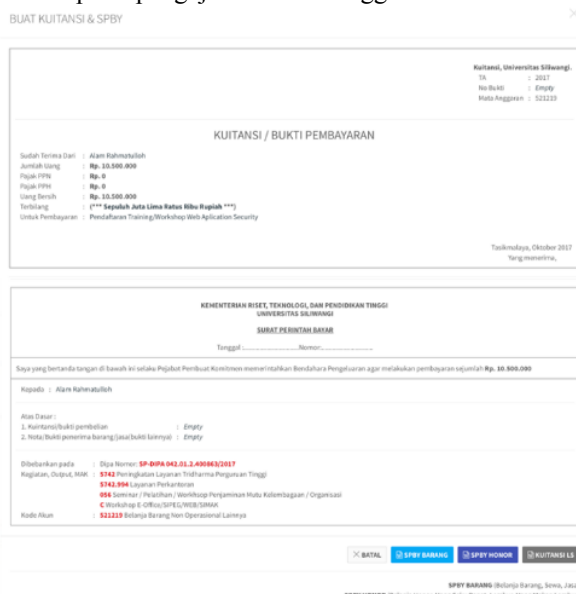 BUAT KUITANSI & SPBY
Kuitansi, Universitas Siliwangi.
TA : 2017
No Bukti : Empty
Mata Anggaran : 521219
KUITANSI / BUKTI PEMBAYARAN
Sudah Terima Dari : Alam Rahmatulloh
Jumlah Uang : Rp. 10.500.000
Pajak PPN : Rp. 0
Pajak PPH : Rp. 0
Uang Bersih : Rp. 10.500.000
Terbilang : (*** Sepuluh Juta Lima Ratus Ribu Rupiah ***)
Untuk Pembayaran : Pendaftaran Training/Workshop Web Aplication Security
Tasikmalaya, Oktober 2017
Yang menerima,
KEMENTERIAN RISET, TEKNOLOGI, DAN PENDIDIKAN TINGGI
UNIVERSITAS SILIWANGI
SURAT PERINTAH BAYAR
Tanggal :........................Nomor:........................
Saya yang bertanda tangan di bawah ini selaku Pejabat Pembuat Komitmen memerintahkan Bendahara Pengeluaran agar melakukan pembayaran sejumlah Rp. 10.500.000
Kepada : Alam Rahmatulloh
Atas Dasar :
1. Kuintansi/bukti pembelian : Empty
2. Nota/Bukti penerima barang/jasa/bukti lainnya) : Empty
Dibebankan pada : Dipa Nomor: SP-DIPA 042.01.2.400863/2017
Kegiatan, Output, MAK : 5742 Peningkatan Layanan Tridharma Perguruan Tinggi
5742.994 Layanan Perkantoran
056 Seminar / Pelatihan / Workhsop Penjaminan Mutu Kelembagaan / Organisasi
C Workshop E-Office/SIPEG/WEB/SIMAK
Kode Akun : 521219 Belanja Barang Non Operasional Lainnya
BATAL SPBY BARANG SPBY HONOR KUITANSI LS
SPBY BARANG (Belanja Barang, Sewa, Jasa